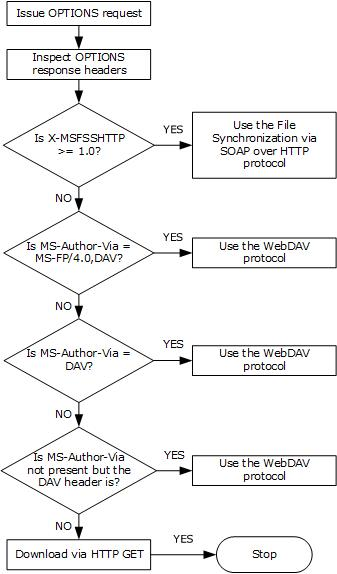 Issue OPTIONS request
Inspect OPTIONS
response headers
Is X-MSFSSHTTP
>= 1.0?
YES
Use the File
Synchronization via
SOAP over HTTP
protocol
NO
Is MS-Author-Via =
MS-FP/4.0,DAV?
YES
Use the WebDAV
protocol
NO
Is MS-Author-Via =
DAV?
YES
Use the WebDAV
protocol
NO
Is MS-Author-Via
not present but the
DAV header is?
YES
Use the WebDAV
protocol
NO
Download via HTTP GET
YES
Stop